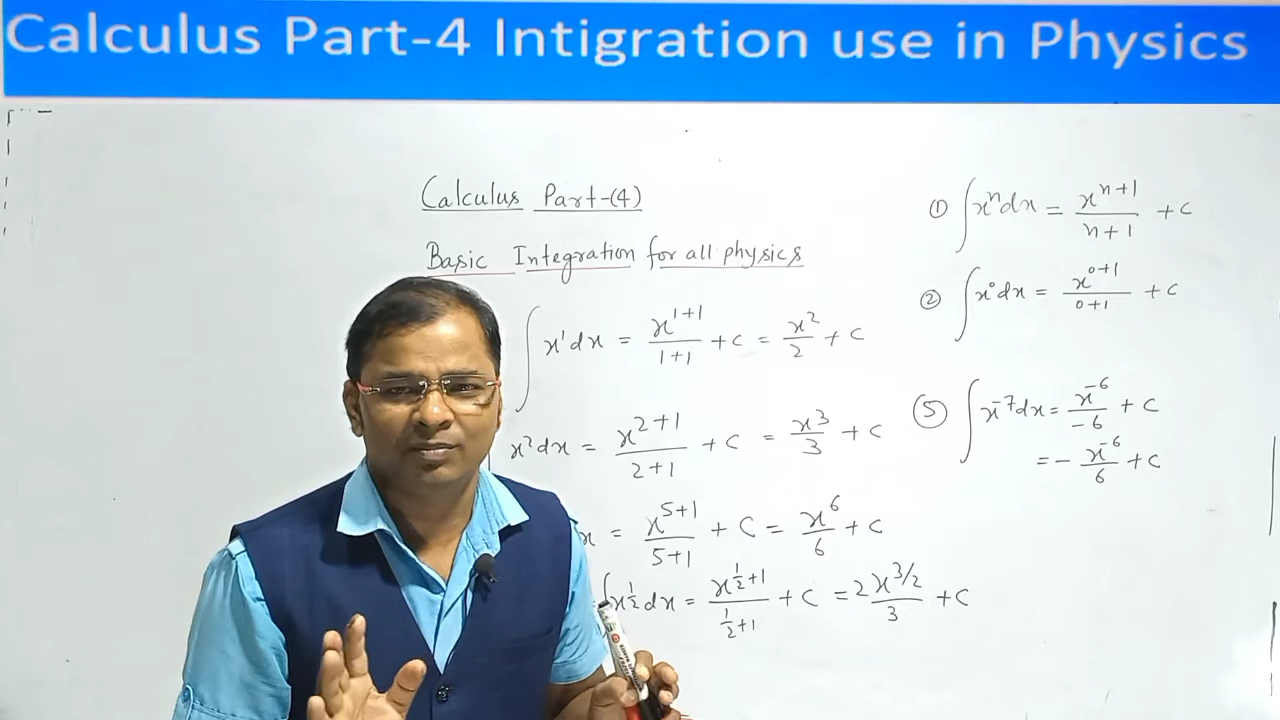 Calculus Part-4 Intigration use in Physics
Calculus Part-(4)
Basic Integration for all physics
∫x¹dx = x¹⁺¹/1+1 + C = x²/2 + C
x²dx = x²⁺¹/2+1 + C = x³/3 + C
x = x⁵⁺¹/5+1 + C = x⁶/6 + C
∫x^½dx = x^(½+1)/½+1 + C = 2x^(3/2)/3 + C
① ∫xⁿdx = xⁿ⁺¹/n+1 + C
② ∫x⁰dx = x⁰⁺¹/0+1 + C
⑤ ∫x⁻⁷dx = x⁻⁶/-6 + C
= - x⁻⁶/6 + C